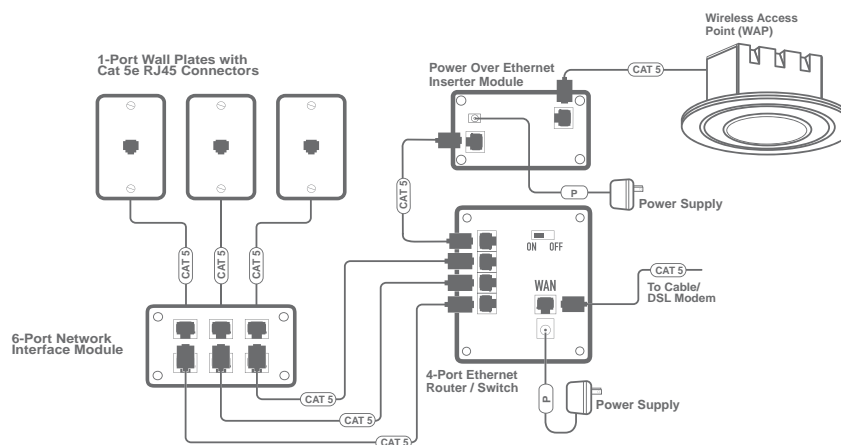 Wireless Access
Point (WAP)
1-Port Wall Plates with
Cat 5e RJ45 Connectors
Power Over Ethernet
Inserter Module
CAT 5
CAT 5
P
Power Supply
CAT 5
CAT 5
CAT 5
ON OFF
WAN
CAT 5
To Cable/
DSL Modem
6-Port Network
Interface Module
4-Port Ethernet
Router / Switch
CAT 5
CAT 5
CAT 5
P
Power Supply